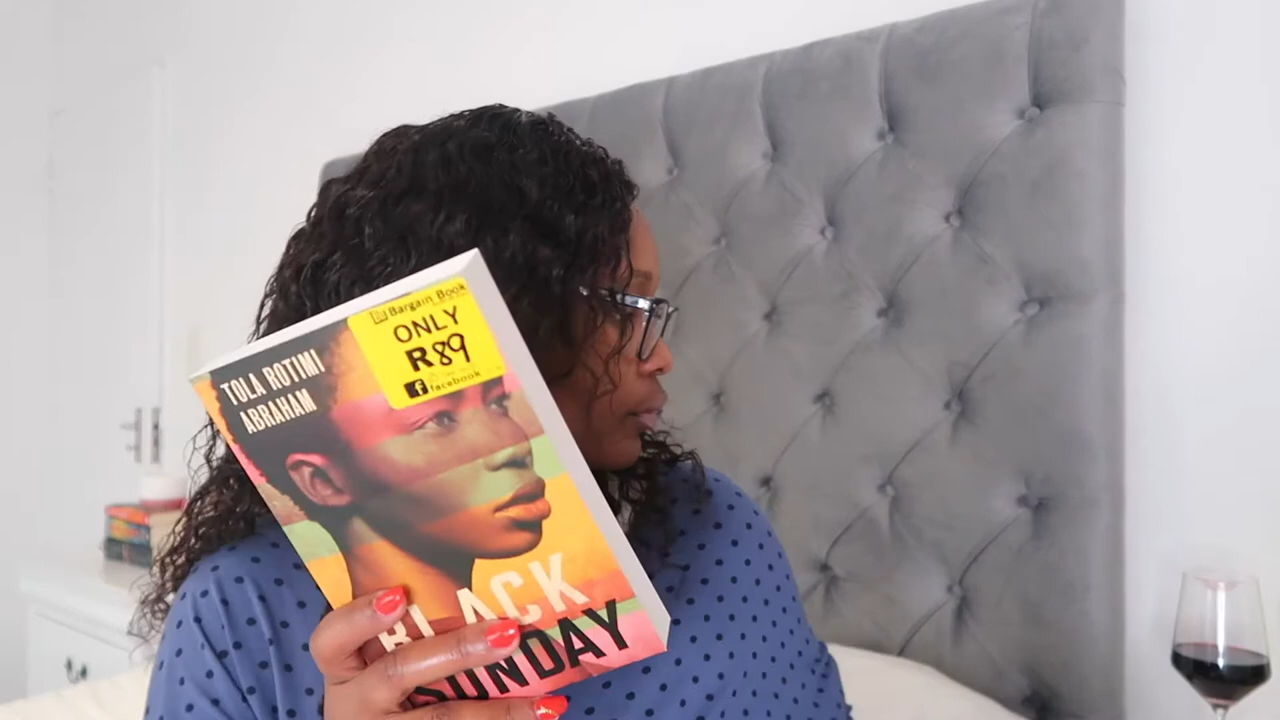 Bargain Book
ONLY
R89
facebook
TOLA ROTIMI
ABRAHAM
BLACK
SUNDAY